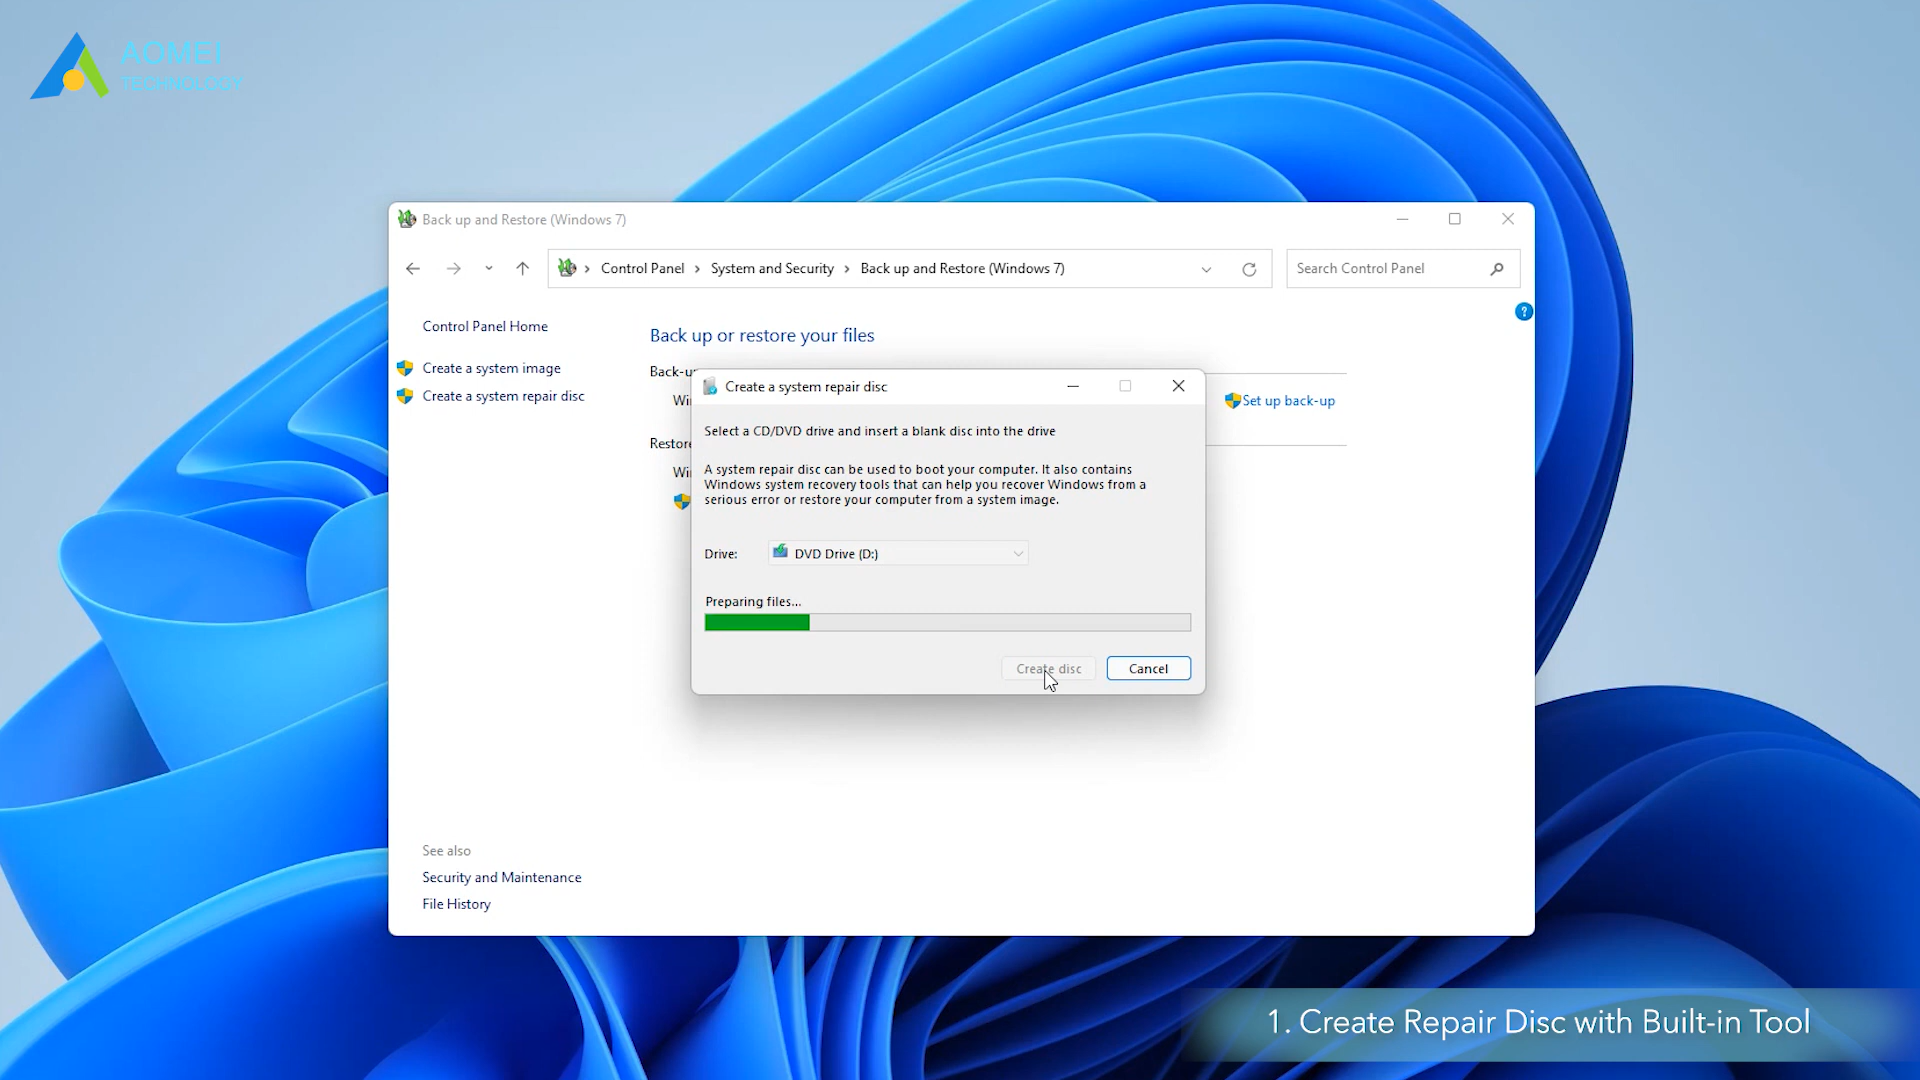 AOMEI
TECHNOLOGY
Back up and Restore (Windows 7)
Control Panel
System and Security
Back up and Restore (Windows 7)
Search Control Panel
?
Control Panel Home
Create a system image
Create a system repair disc
Back up or restore your files
Back-u
Wi
Set up back-up
Restore
Wi
Create a system repair disc
Select a CD/DVD drive and insert a blank disc into the drive
A system repair disc can be used to boot your computer. It also contains
Windows system recovery tools that can help you recover Windows from a
serious error or restore your computer from a system image.
Drive:
DVD Drive (D:)
Preparing files...
Create disc
Cancel
See also
Security and Maintenance
File History
1. Create Repair Disc with Built-in Tool